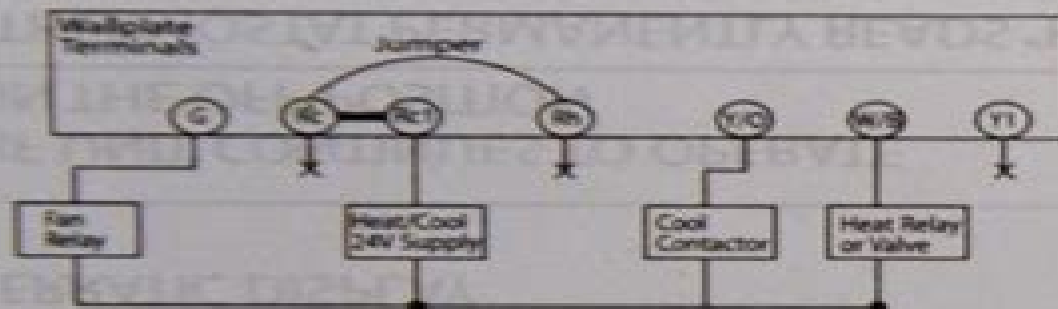 Wallplate
Terminals
Jumper
G
Rc
Rc1
Rh
Y/O
Y1
Fan
Relay
Heat/Cool
24V Supply
Cool
Contactor
Heat Relay
or Valve